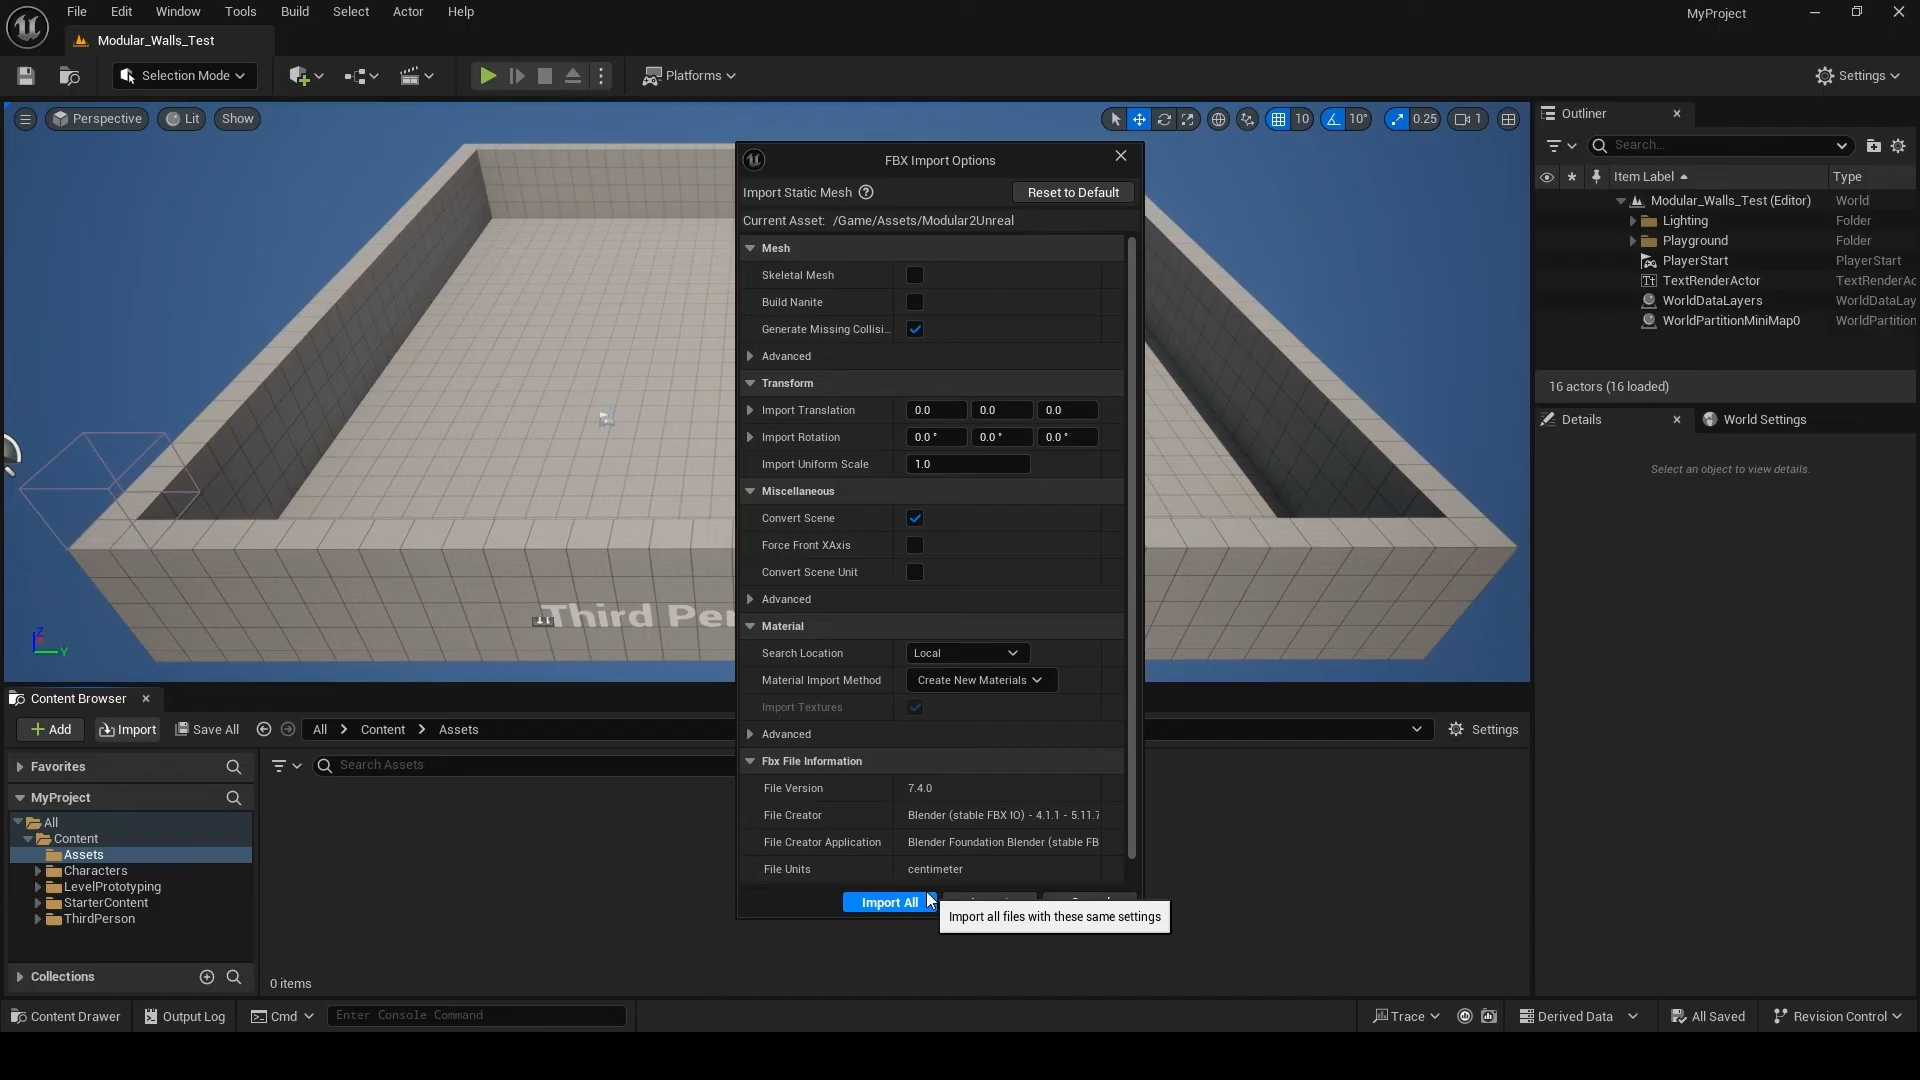 File Edit Window Tools Build Select Actor Help
MyProject
Modular_Walls_Test
Selection Mode
Platforms
Settings
Perspective Lit Show
10 10° 0.25 1
Third Per
FBX Import Options
Import Static Mesh
Reset to Default
Current Asset: /Game/Assets/Modular2Unreal
Mesh
Skeletal Mesh
Build Nanite
Generate Missing Collisi...
Advanced
Transform
Import Translation 0.0 0.0 0.0
Import Rotation 0.0 ° 0.0 ° 0.0 °
Import Uniform Scale 1.0
Miscellaneous
Convert Scene
Force Front XAxis
Convert Scene Unit
Advanced
Material
Search Location Local
Material Import Method Create New Materials
Import Textures
Advanced
Fbx File Information
File Version 7.4.0
File Creator Blender (stable FBX IO) - 4.1.1 - 5.11.7
File Creator Application Blender Foundation Blender (stable FB
File Units centimeter
Import All
Import all files with these same settings
Outliner
Search...
Item Label Type
Modular_Walls_Test (Editor) World
Lighting Folder
Playground Folder
PlayerStart PlayerStart
TextRenderActor TextRenderAc
WorldDataLayers WorldDataLay
WorldPartitionMiniMap0 WorldPartition
16 actors (16 loaded)
Details
World Settings
Select an object to view details.
Z
Y
Content Browser
Add Import Save All All Content Assets
Settings
Favorites
Search Assets
MyProject
All
Content
Assets
Characters
LevelPrototyping
StarterContent
ThirdPerson
Collections
0 items
Content Drawer Output Log Cmd Enter Console Command
Trace Derived Data All Saved Revision Control